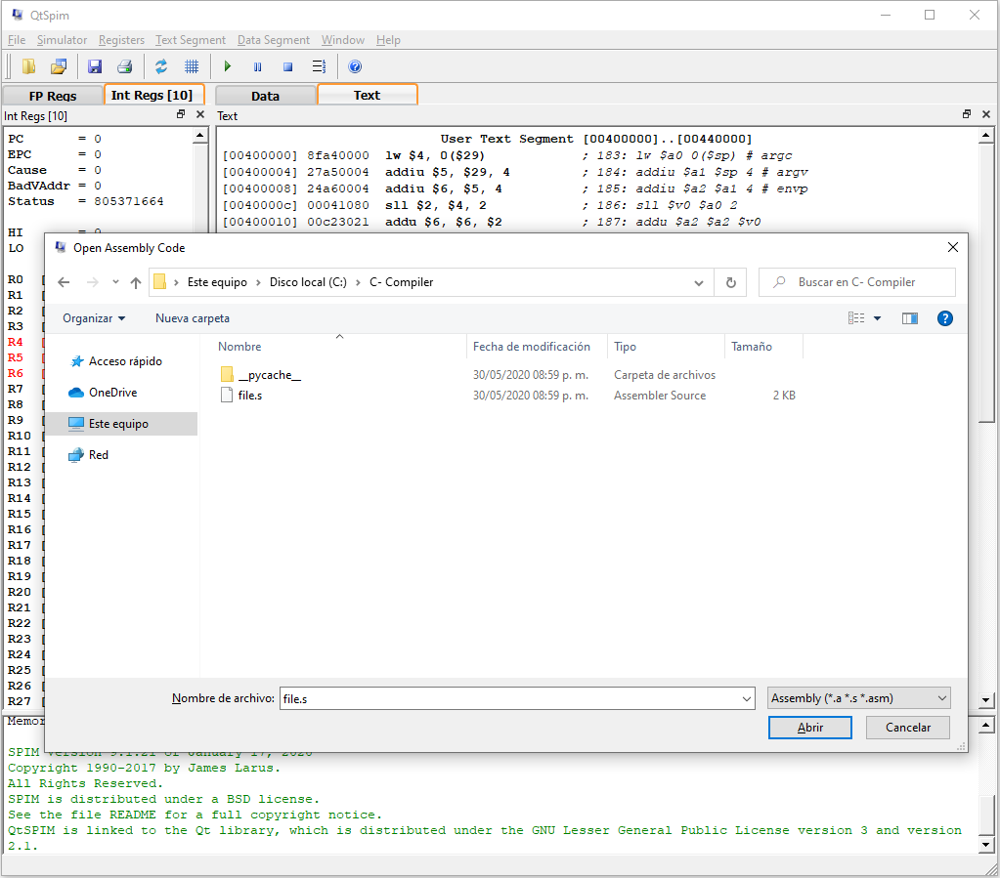 QtSpim
File Simulator Registers Text Segment Data Segment Window Help
FP Regs Int Regs [10] Data Text
Int Regs [10] Text
PC = 0
EPC = 0
Cause = 0
BadVAddr = 0
Status = 805371664
HI = 0
LO
R0 [
R1 [
R2 [
R3 [
R4 [
R5 [
R6 [
R7 [
R8 [
R9 [
R10 [
R11 [
R12 [
R13 [
R14 [
R15 [
R16 [
R17 [
R18 [
R19 [
R20 [
R21 [
R22 [
R23 [
R24 [
R25 [
R26 [
R27 [
User Text Segment [00400000]..[00440000]
[00400000] 8fa40000 lw $4, 0($29) ; 183: lw $a0 0($sp) # argc
[00400004] 27a50004 addiu $5, $29, 4 ; 184: addiu $a1 $sp 4 # argv
[00400008] 24a60004 addiu $6, $5, 4 ; 185: addiu $a2 $a1 4 # envp
[0040000c] 00041080 sll $2, $4, 2 ; 186: sll $v0 $a0 2
[00400010] 00c23021 addu $6, $6, $2 ; 187: addu $a2 $a2 $v0
Open Assembly Code
Este equipo › Disco local (C:) › C- Compiler
Buscar en C- Compiler
Organizar Nueva carpeta
Acceso rápido
OneDrive
Este equipo
Red
Nombre Fecha de modificación Tipo Tamaño
__pycache__ 30/05/2020 08:59 p. m. Carpeta de archivos
file.s 30/05/2020 08:59 p. m. Assembler Source 2 KB
Nombre de archivo: file.s Assembly (*.a *.s *.asm)
Abrir Cancelar
SPIM Version 9.1.21 of January 17, 2020
Copyright 1990-2017 by James Larus.
All Rights Reserved.
SPIM is distributed under a BSD license.
See the file README for a full copyright notice.
QtSPIM is linked to the Qt library, which is distributed under the GNU Lesser General Public License version 3 and version
2.1.